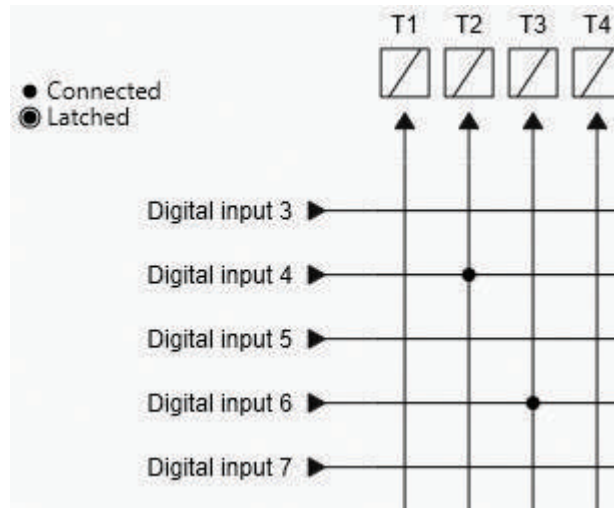 T1 T2 T3 T4
Connected
Latched
Digital input 3
Digital input 4
Digital input 5
Digital input 6
Digital input 7